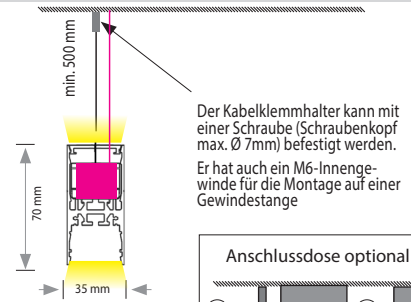 min. 500 mm
Der Kabelklemmhalter kann mit
einer Schraube (Schraubenkopf
max. Ø 7mm) befestigt werden.
Er hat auch ein M6-Innenge-
winde für die Montage auf einer
Gewindestange
70 mm
35 mm
Anschlussdose optional